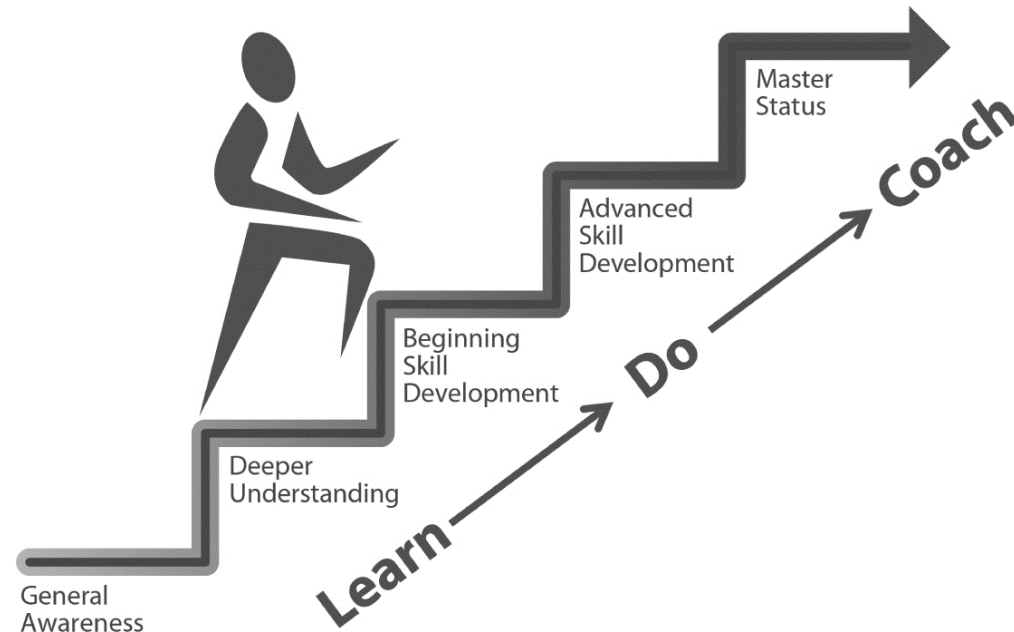 General
Awareness
Deeper
Understanding
Beginning
Skill
Development
Advanced
Skill
Development
Master
Status
Learn
Do
Coach